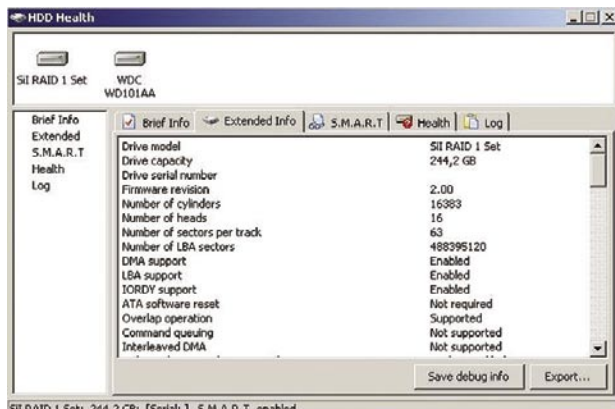 HDD Health
SiI RAID 1 Set
WDC
WD101AA
Brief Info
Extended
S.M.A.R.T
Health
Log
Brief Info Extended Info S.M.A.R.T Health Log
Drive model SII RAID 1 Set
Drive capacity 244,2 GB
Drive serial number
Firmware revision 2.00
Number of cylinders 16383
Number of heads 16
Number of sectors per track 63
Number of LBA sectors 488395120
DMA support Enabled
LBA support Enabled
IORDY support Enabled
ATA software reset Not required
Overlap operation Supported
Command queuing Not supported
Interleaved DMA Not supported
Save debug info Export...
SII RAID 1 Set; 244,2 GB; [Serial: ], S.M.A.R.T. enabled